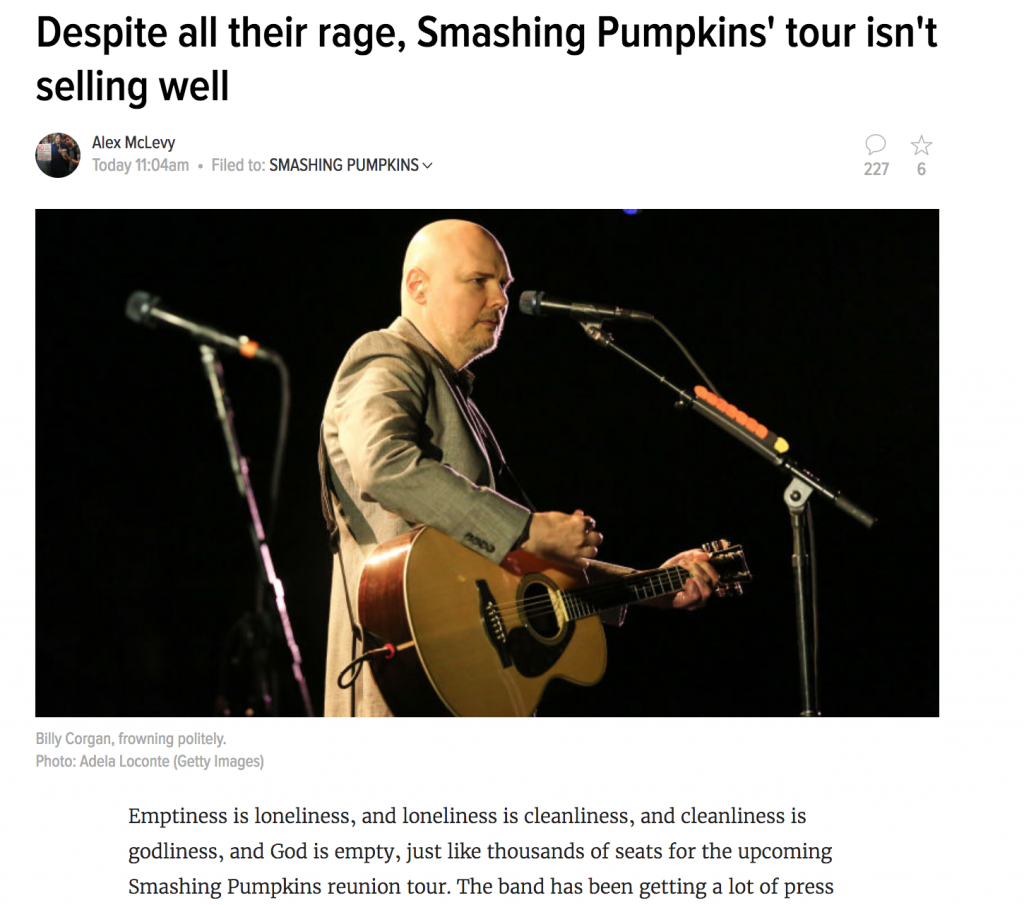 Despite all their rage, Smashing Pumpkins' tour isn't
selling well
Alex McLevy
Today 11:04am • Filed to: SMASHING PUMPKINS
227 6
Billy Corgan, frowning politely.
Photo: Adela Loconte (Getty Images)
Emptiness is loneliness, and loneliness is cleanliness, and cleanliness is
godliness, and God is empty, just like thousands of seats for the upcoming
Smashing Pumpkins reunion tour. The band has been getting a lot of press